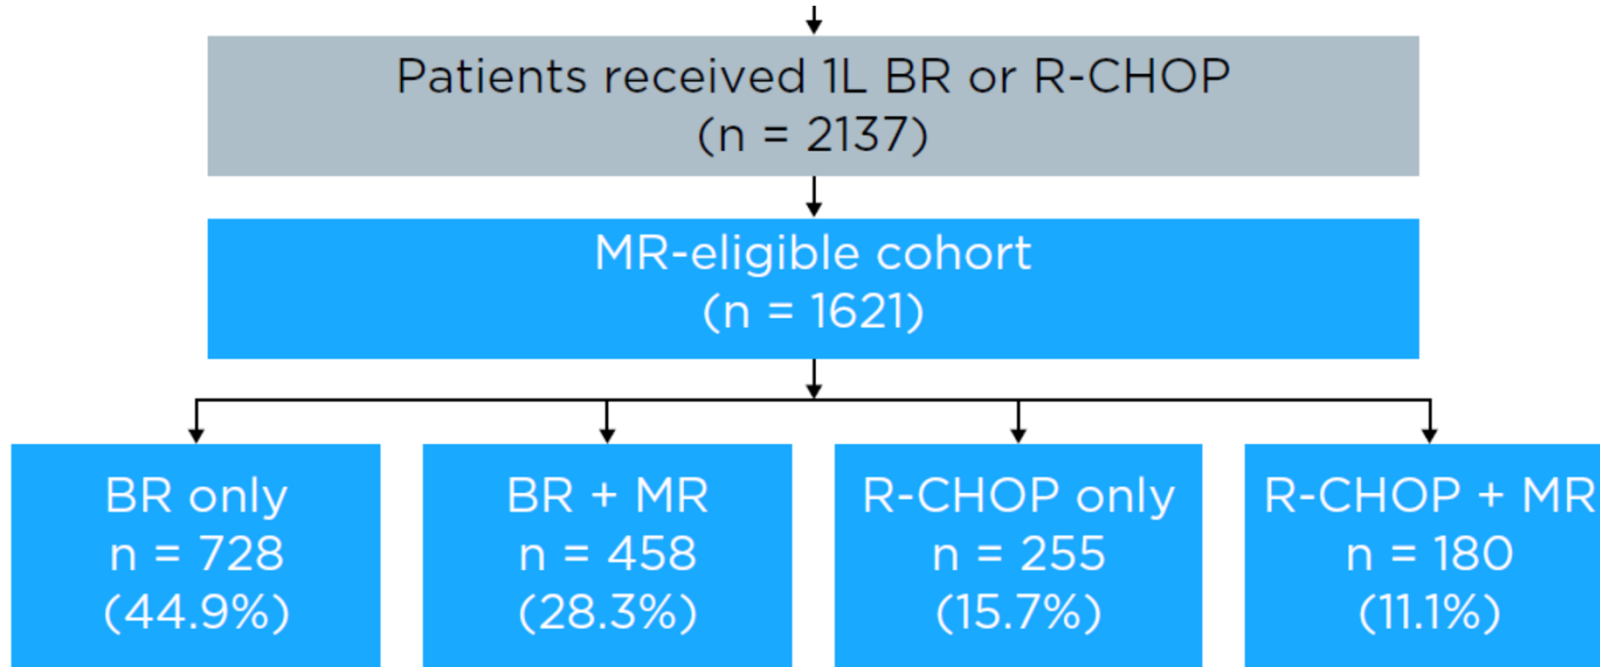 Patients received 1L BR or R-CHOP
(n = 2137)
MR-eligible cohort
(n = 1621)
BR only
n = 728
(44.9%)
BR + MR
n = 458
(28.3%)
R-CHOP only
n = 255
(15.7%)
R-CHOP + MR
n = 180
(11.1%)